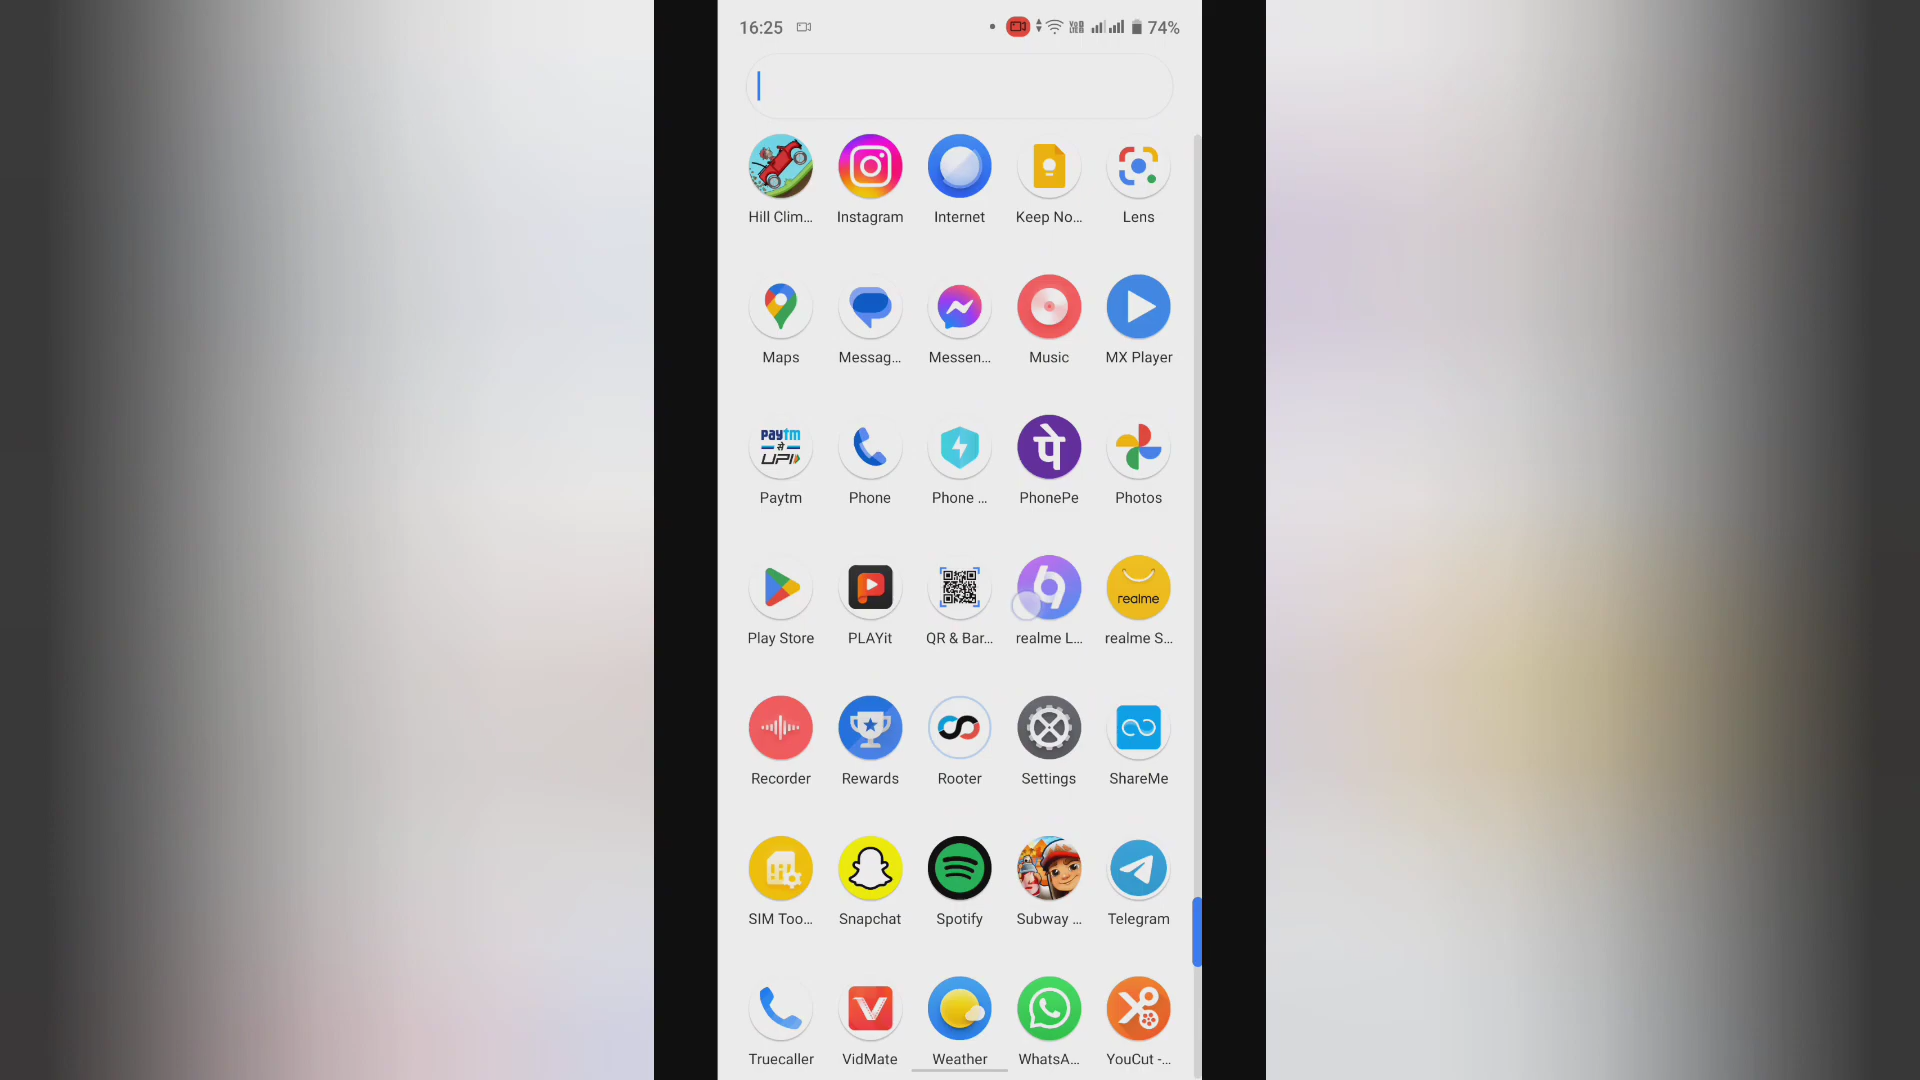 16:25 74%
Hill Clim... Instagram Internet Keep No... Lens
Maps Messag... Messen... Music MX Player
paytm से UPI पे
Paytm Phone Phone ... PhonePe Photos
realme
Play Store PLAYit QR & Bar... realme L... realme S...
Recorder Rewards Rooter Settings ShareMe
SIM Too... Snapchat Spotify Subway ... Telegram
Truecaller VidMate Weather WhatsA... YouCut -...